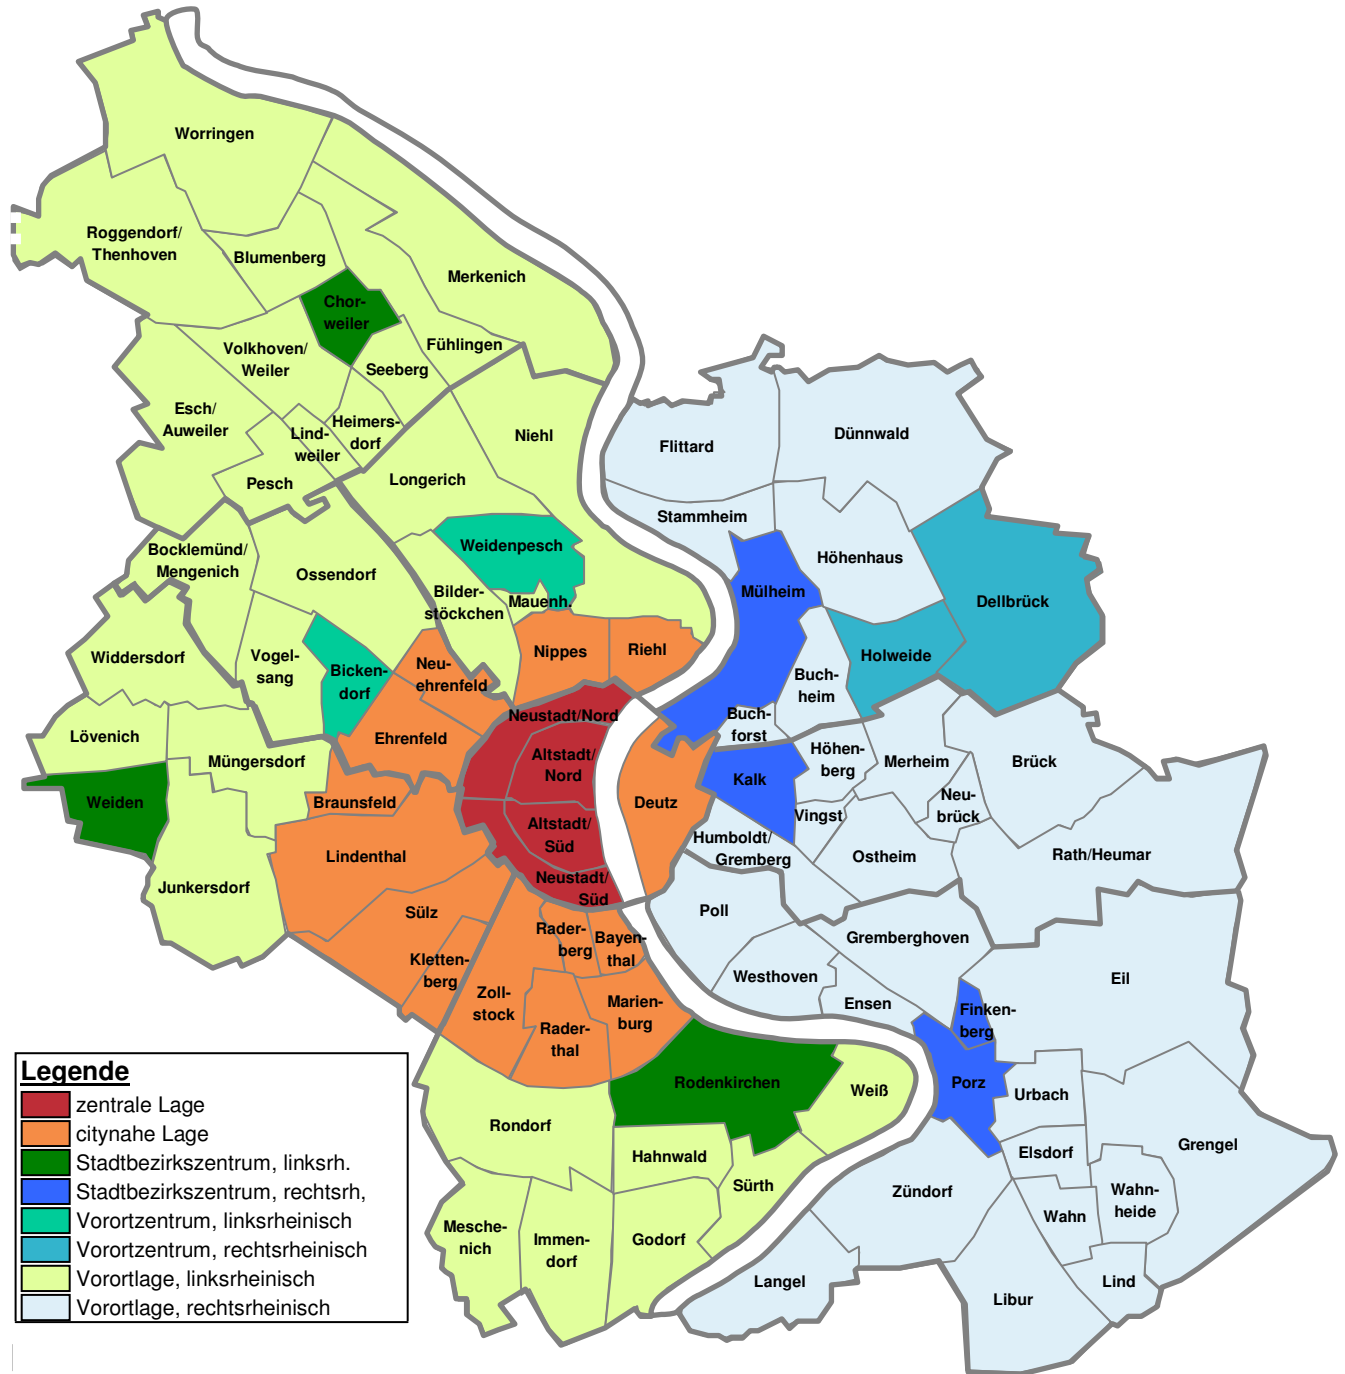 Worringen
Roggendorf/
Thenhoven
Blumenberg
Merkenich
Chor-
weiler
Fühlingen
Volkhoven/
Weiler
Seeberg
Esch/
Auweiler
Heimers-
dorf
Lind-
weiler
Pesch
Niehl
Longerich
Flittard
Dünnwald
Stammheim
Höhenhaus
Weidenpesch
Bocklemünd/
Mengenich
Ossendorf
Bilder-
stöckchen
Mauenh.
Mülheim
Dellbrück
Widdersdorf
Vogel-
sang
Bicken-
dorf
Neu-
ehrenfeld
Nippes
Riehl
Holweide
Buch-
heim
Buch-
forst
Neustadt/Nord
Lövenich
Müngersdorf
Ehrenfeld
Altstadt/
Nord
Höhen-
berg
Merheim
Brück
Weiden
Braunsfeld
Deutz
Kalk
Neu-
brück
Vingst
Altstadt/
Süd
Humboldt/
Gremberg
Ostheim
Rath/Heumar
Lindenthal
Junkersdorf
Neustadt/
Süd
Sülz
Poll
Rader-
berg
Bayen-
thal
Gremberghoven
Kletten-
berg
Westhoven
Eil
Zoll-
stock
Marien-
burg
Ensen
Finken-
berg
Rader-
thal
Rodenkirchen
Weiß
Porz
Urbach
Rondorf
Hahnwald
Elsdorf
Grengel
Sürth
Zündorf
Wahn-
heide
Wahn
Mesche-
nich
Immen-
dorf
Godorf
Langel
Lind
Libur
Legende
zentrale Lage
citynahe Lage
Stadtbezirkszentrum, linksrh.
Stadtbezirkszentrum, rechtsrh,
Vorortzentrum, linksrheinisch
Vorortzentrum, rechtsrheinisch
Vorortlage, linksrheinisch
Vorortlage, rechtsrheinisch